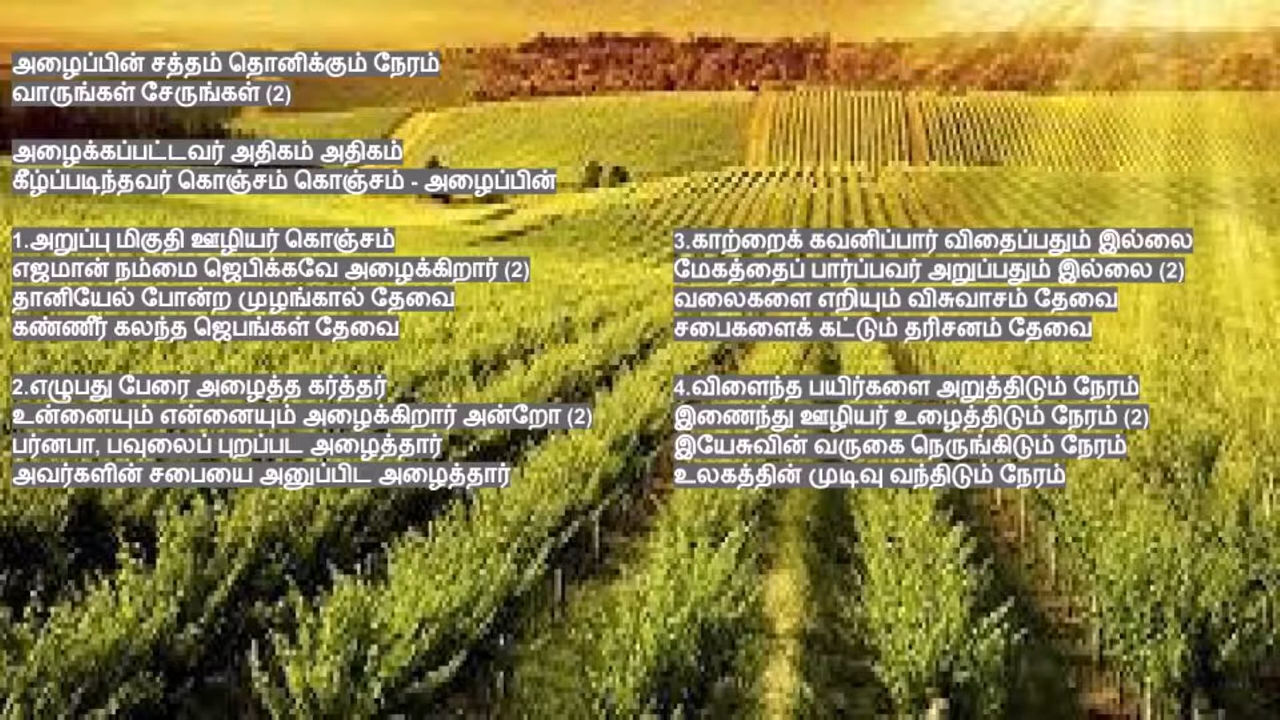 அழைப்பின் சத்தம் தொனிக்கும் நேரம்
வாருங்கள் சேருங்கள் (2)
அழைக்கப்பட்டவர் அதிகம் அதிகம்
கீழ்ப்படிந்தவர் கொஞ்சம் கொஞ்சம் - அழைப்பின்
1.அறுப்பு மிகுதி ஊழியர் கொஞ்சம்
எஜமான் நம்மை ஜெபிக்கவே அழைக்கிறார் (2)
தானியேல் போன்ற முழங்கால் தேவை
கண்ணீர் கலந்த ஜெபங்கள் தேவை
2.எழுபது பேரை அழைத்த கர்த்தர்
உன்னையும் என்னையும் அழைக்கிறார் அன்றோ (2)
பர்னபா, பவுலைப் புறப்பட அழைத்தார்
அவர்களின் சபையை அனுப்பிட அழைத்தார்
3.காற்றைக் கவனிப்பார் விதைப்பதும் இல்லை
மேகத்தைப் பார்ப்பவர் அறுப்பதும் இல்லை (2)
வலைகளை எறியும் விசுவாசம் தேவை
சபைகளைக் கட்டும் தரிசனம் தேவை
4.விளைந்த பயிர்களை அறுத்திடும் நேரம்
இணைந்து ஊழியர் உழைத்திடும் நேரம் (2)
இயேசுவின் வருகை நெருங்கிடும் நேரம்
உலகத்தின் முடிவு வந்திடும் நேரம்